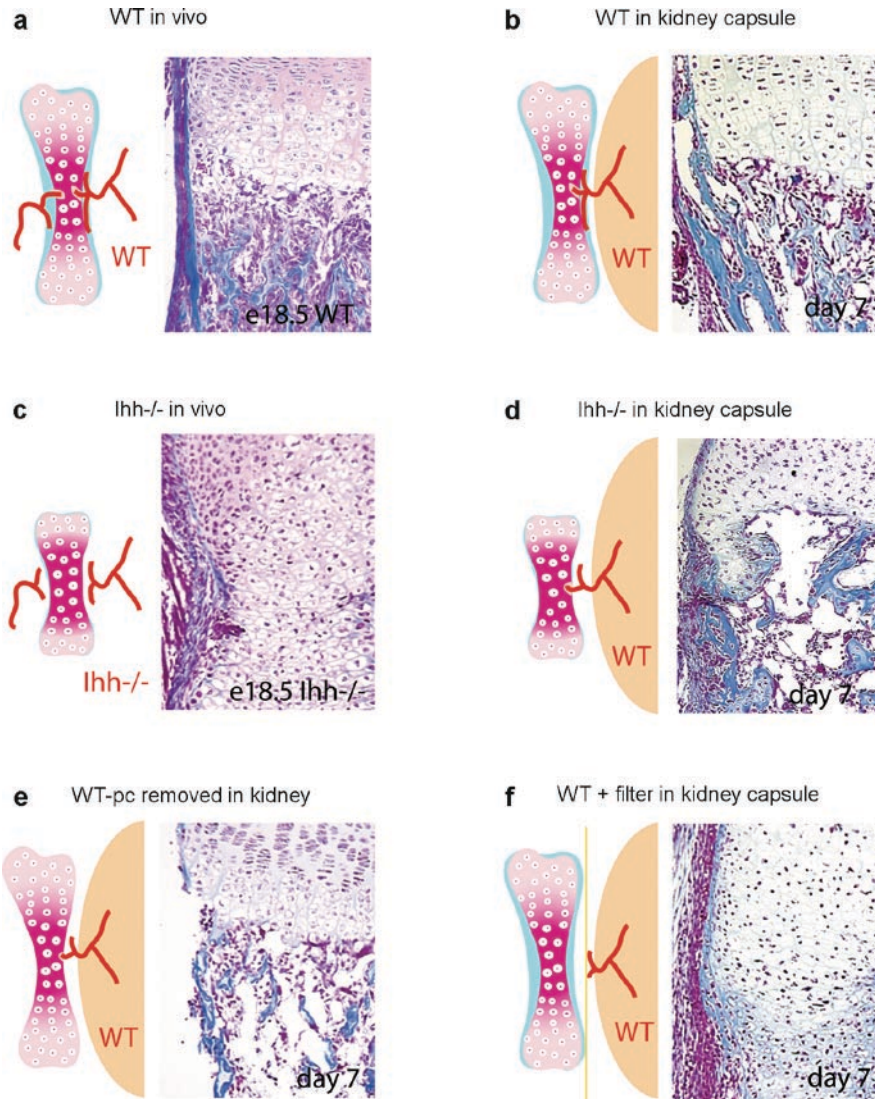 a
WT in vivo
WT
e18.5 WT
b
WT in kidney capsule
WT
day 7
c
Ihh-/- in vivo
Ihh-/-
e18.5 Ihh-/-
d
Ihh-/- in kidney capsule
WT
day 7
e
WT-pc removed in kidney
WT
day 7
f
WT + filter in kidney capsule
WT
day 7